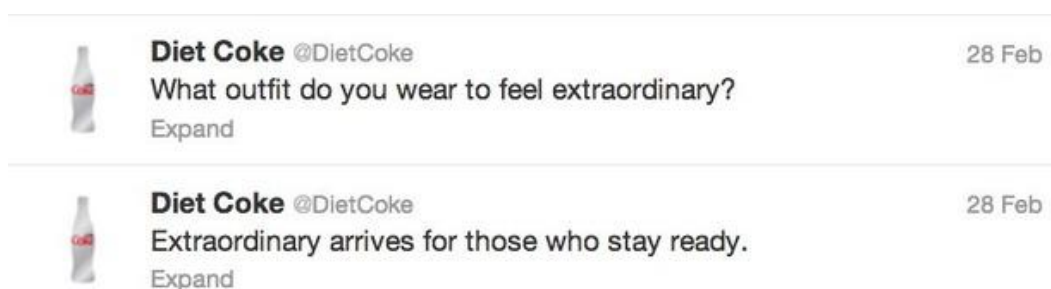 Diet Coke @DietCoke 28 Feb
What outfit do you wear to feel extraordinary?
Expand
Diet Coke @DietCoke 28 Feb
Extraordinary arrives for those who stay ready.
Expand